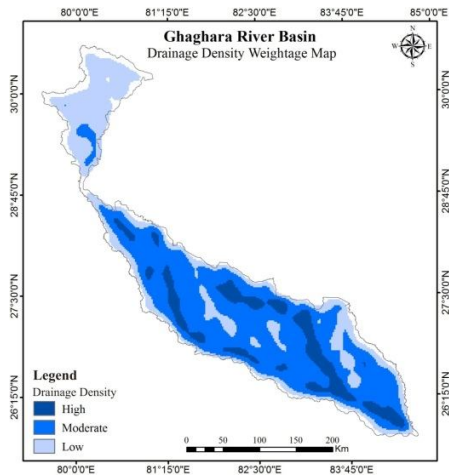 Ghaghara River Basin
Drainage Density Weightage Map
80°0'0"E 81°15'0"E 82°30'0"E 83°45'0"E 85°0'0"E
N
W E
S
30°0'0"N 30°0'0"N
28°45'0"N 28°45'0"N
27°30'0"N 27°30'0"N
26°15'0"N 26°15'0"N
Legend
Drainage Density
High
Moderate
Low
0 50 100 150 200
Km
80°0'0"E 81°15'0"E 82°30'0"E 83°45'0"E